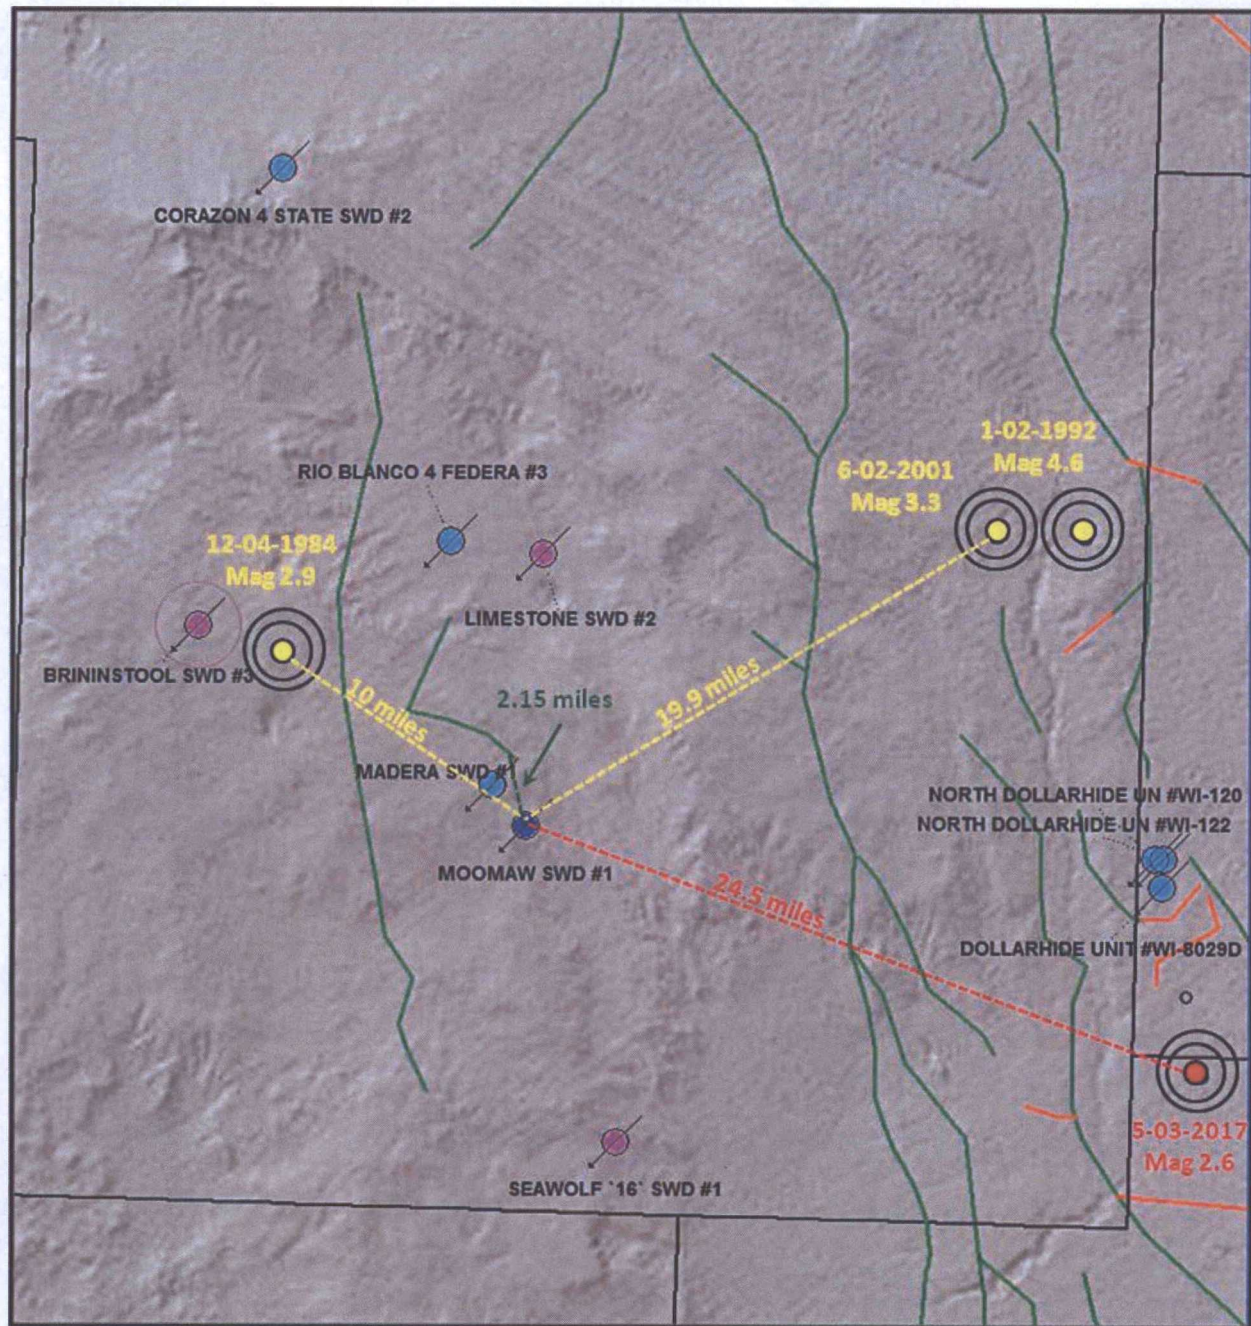 CORAZON 4 STATE SWD #2
1-02-1992
Mag 4.6
6-02-2001
Mag 3.3
RIO BLANCO 4 FEDERA #3
12-04-1984
Mag 2.9
LIMESTONE SWD #2
BRININSTOOL SWD #3
10 miles
2.15 miles
19.9 miles
MADERA SWD #1
NORTH DOLLARHIDE UN #WI-120
NORTH DOLLARHIDE UN #WI-122
MOOMAW SWD #1
24.5 miles
DOLLARHIDE UNIT #WI-8029D
5-03-2017
Mag 2.6
SEAWOLF `16` SWD #1